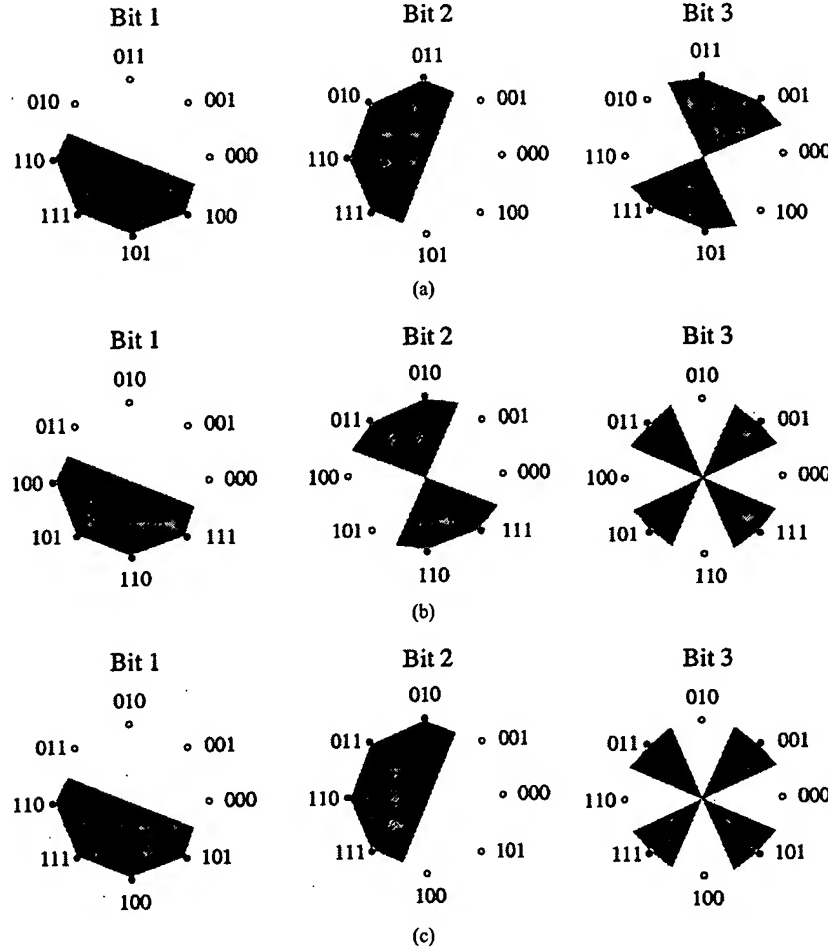 Bit 1 Bit 2 Bit 3
011 011 011
010 001 010 001 010 001
110 000 110 000 110 000
111 100 111 100 111 100
101 101 101
(a)
Bit 1 Bit 2 Bit 3
010 010 010
011 001 011 001 011 001
100 000 100 000 100 000
101 111 101 111 101 111
110 110 110
(b)
Bit 1 Bit 2 Bit 3
010 010 010
011 001 011 001 011 001
110 000 110 000 110 000
111 101 111 101 111 101
100 100 100
(c)